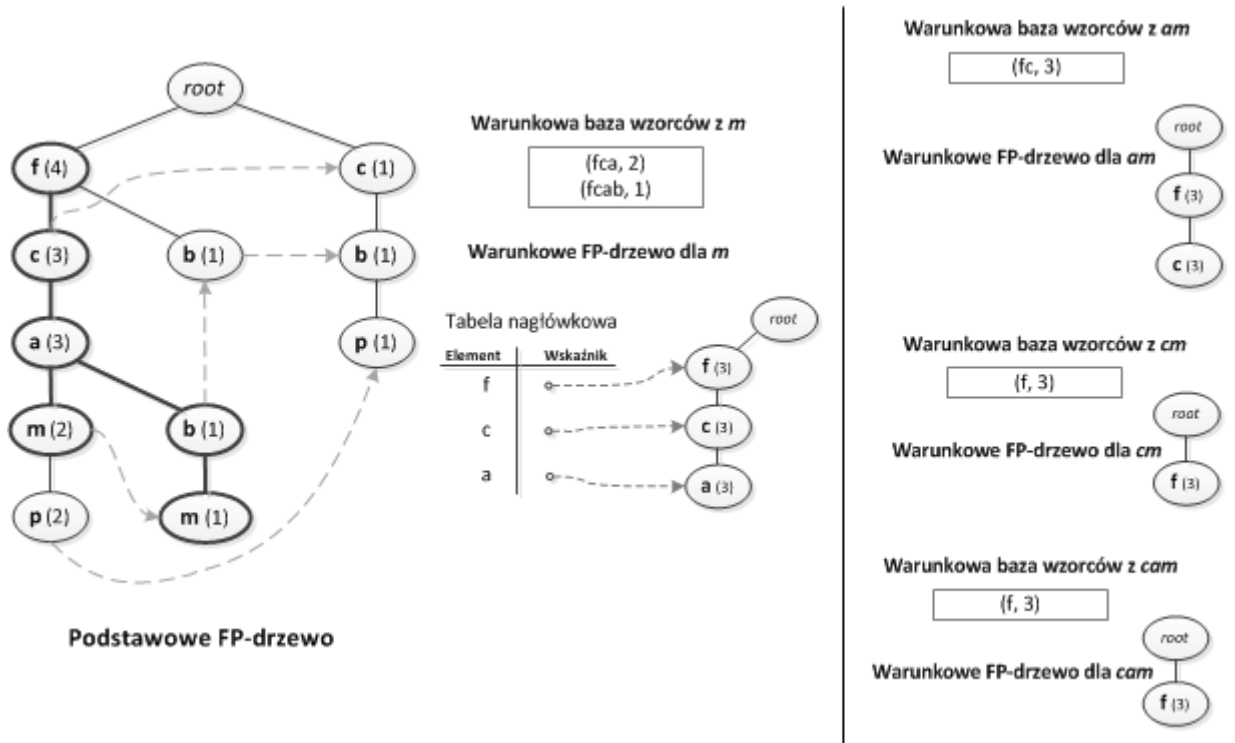 root
f (4)
c (1)
c (3)
b (1)
b (1)
a (3)
p (1)
m (2)
b (1)
p (2)
m (1)
Podstawowe FP-drzewo
Warunkowa baza wzorców z m
(fca, 2)
(fcab, 1)
Warunkowe FP-drzewo dla m
Tabela nagłówkowa
Element Wskaźnik
f
c
a
root
f (3)
c (3)
a (3)
Warunkowa baza wzorców z am
(fc, 3)
Warunkowe FP-drzewo dla am
root
f (3)
c (3)
Warunkowa baza wzorców z cm
(f, 3)
Warunkowe FP-drzewo dla cm
root
f (3)
Warunkowa baza wzorców z cam
(f, 3)
Warunkowe FP-drzewo dla cam
root
f (3)